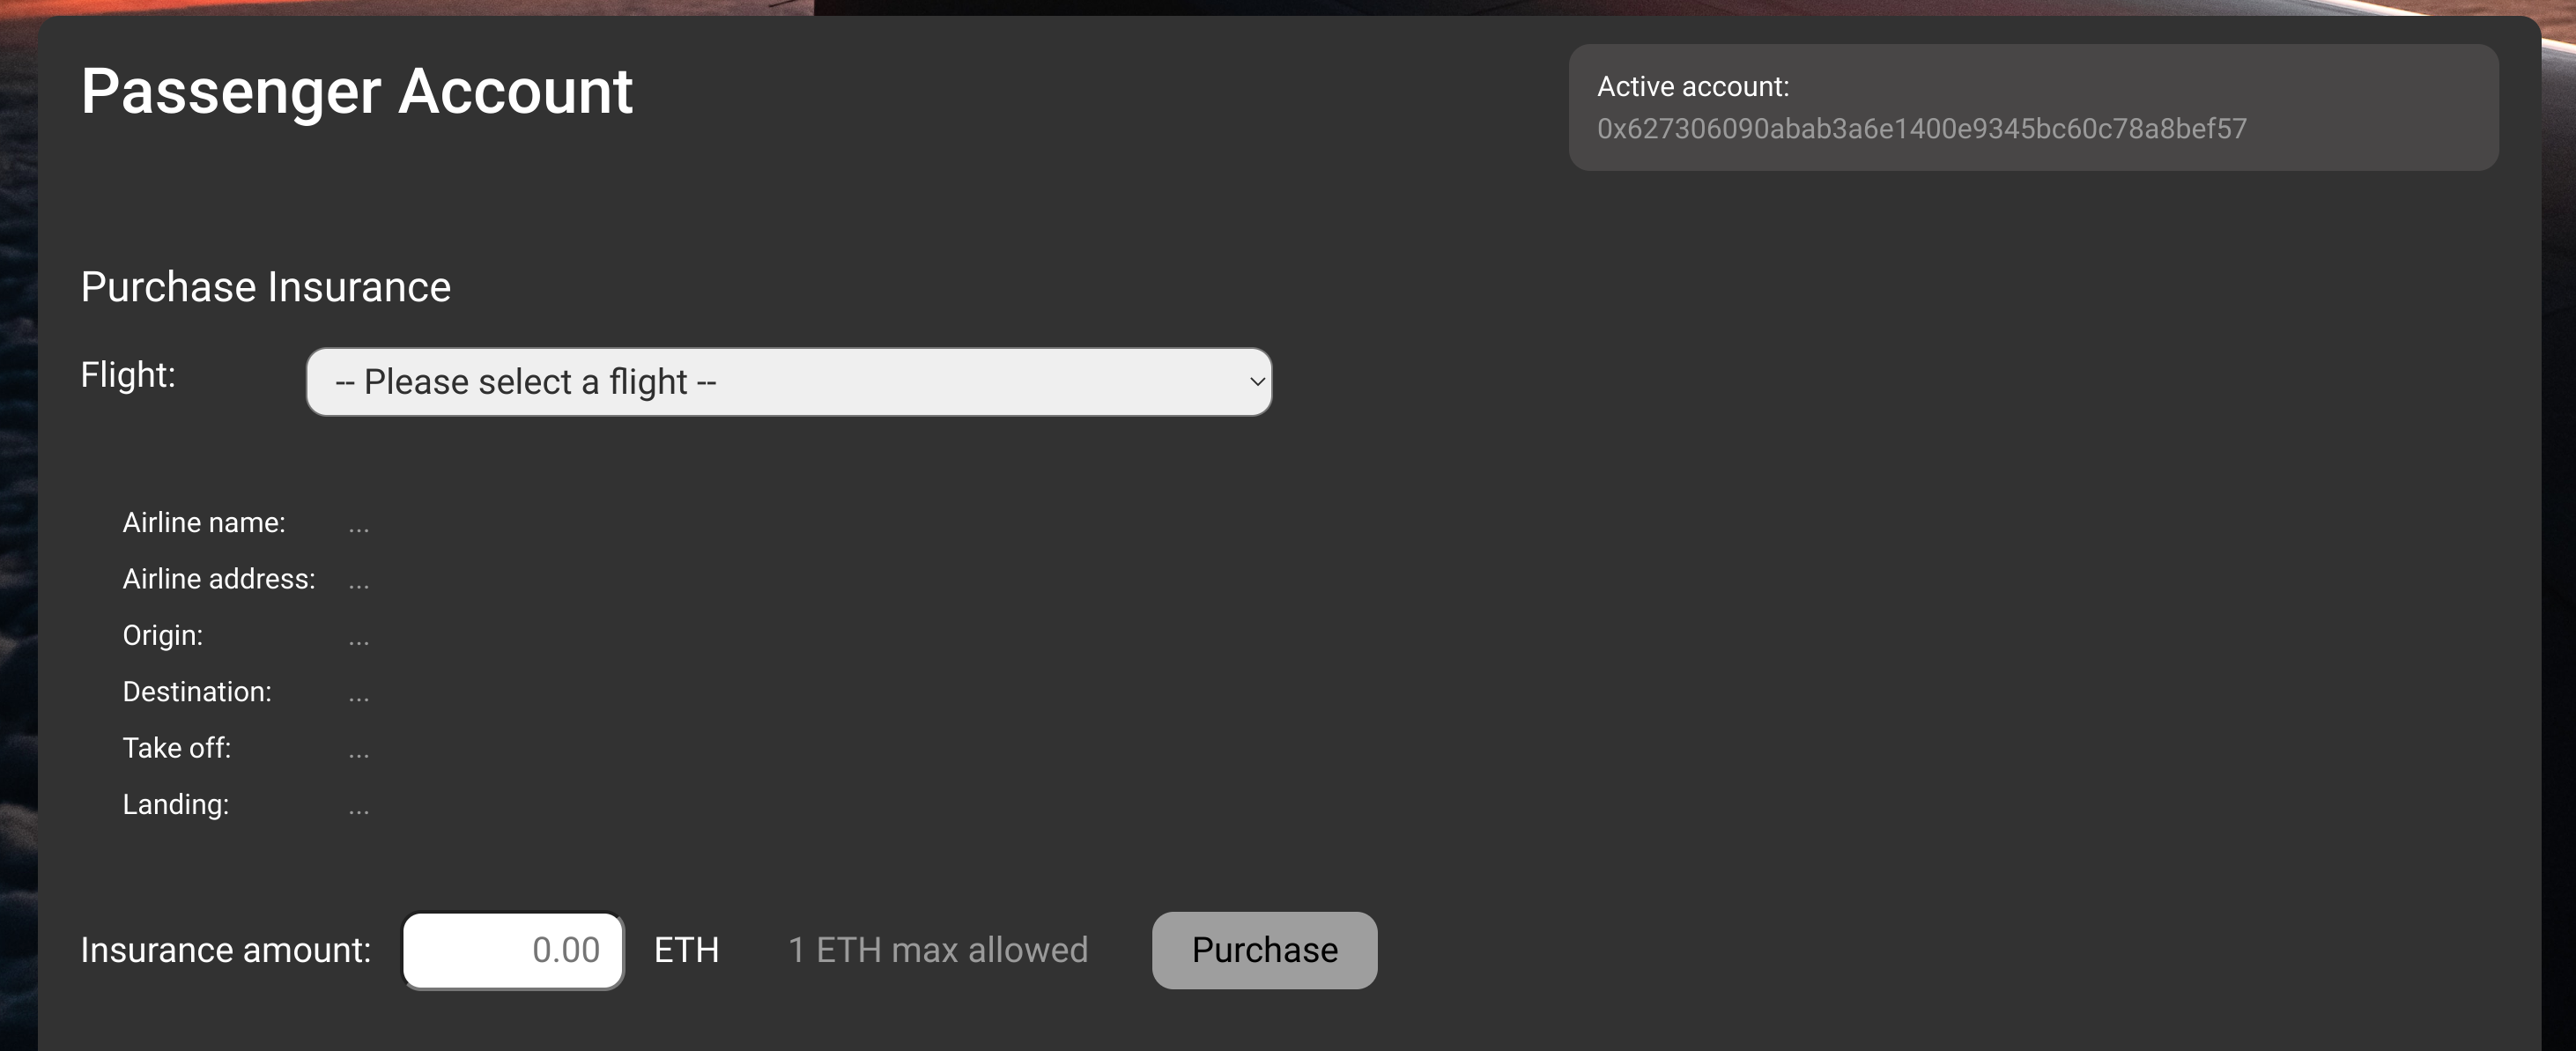 Passenger Account
Active account:
0x627306090abab3a6e1400e9345bc60c78a8bef57
Purchase Insurance
Flight: -- Please select a flight --
Airline name: ...
Airline address: ...
Origin: ...
Destination: ...
Take off: ...
Landing: ...
Insurance amount: 0.00 ETH 1 ETH max allowed Purchase